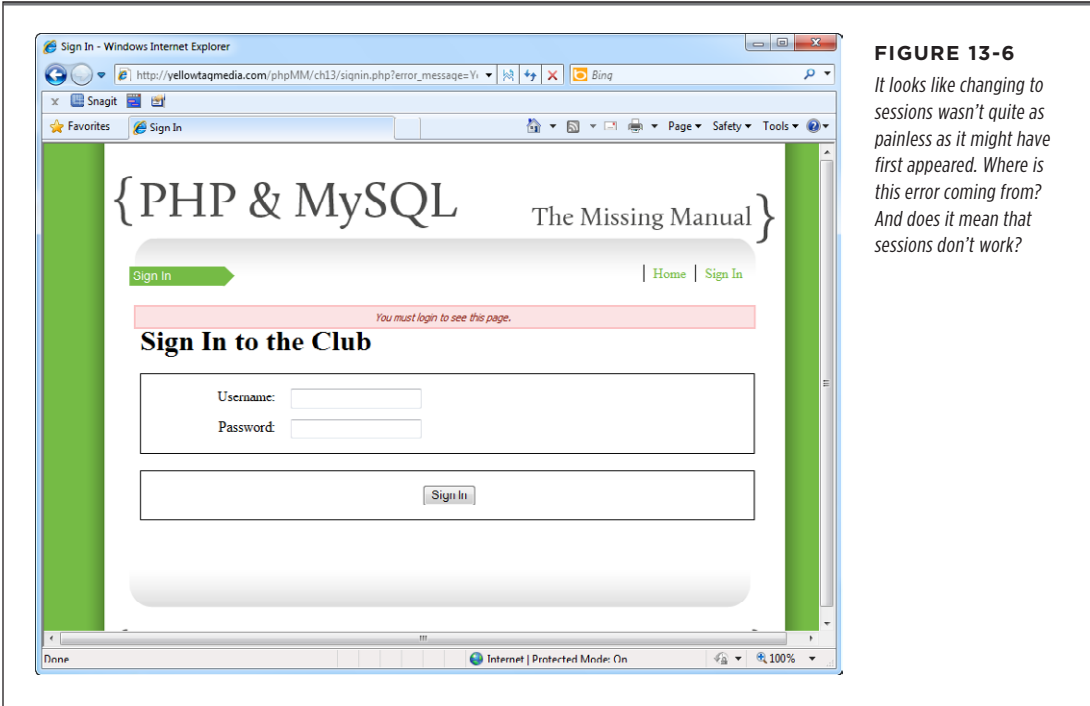 Sign In - Windows Internet Explorer
http://yellowtagmedia.com/phpMM/ch13/signin.php?error_message=Y
Bing
x Snagit
Favorites Sign In Page Safety Tools
{PHP & MySQL The Missing Manual}
Sign In
| Home | Sign In
You must login to see this page.
Sign In to the Club
Username:
Password:
Sign In
Done Internet | Protected Mode: On 100%
FIGURE 13-6
It looks like changing to
sessions wasn't quite as
painless as it might have
first appeared. Where is
this error coming from?
And does it mean that
sessions don't work?